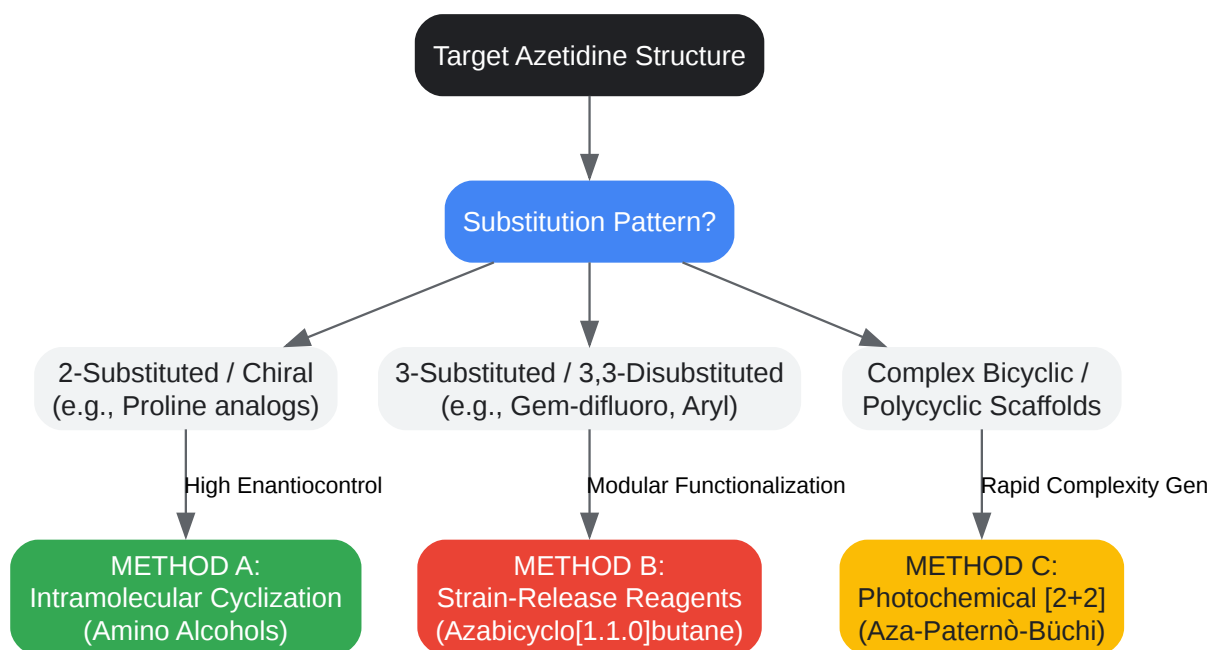 Target Azetidine Structure
Substitution Pattern?
2-Substituted / Chiral
(e.g., Proline analogs)
3-Substituted / 3,3-Disubstituted
(e.g., Gem-difluoro, Aryl)
Complex Bicyclic /
Polycyclic Scaffolds
High Enantiocontrol
Modular Functionalization
Rapid Complexity Gen
METHOD A:
Intramolecular Cyclization
(Amino Alcohols)
METHOD B:
Strain-Release Reagents
(Azabicyclo[1.1.0]butane)
METHOD C:
Photochemical [2+2]
(Aza-Paternò-Büchi)